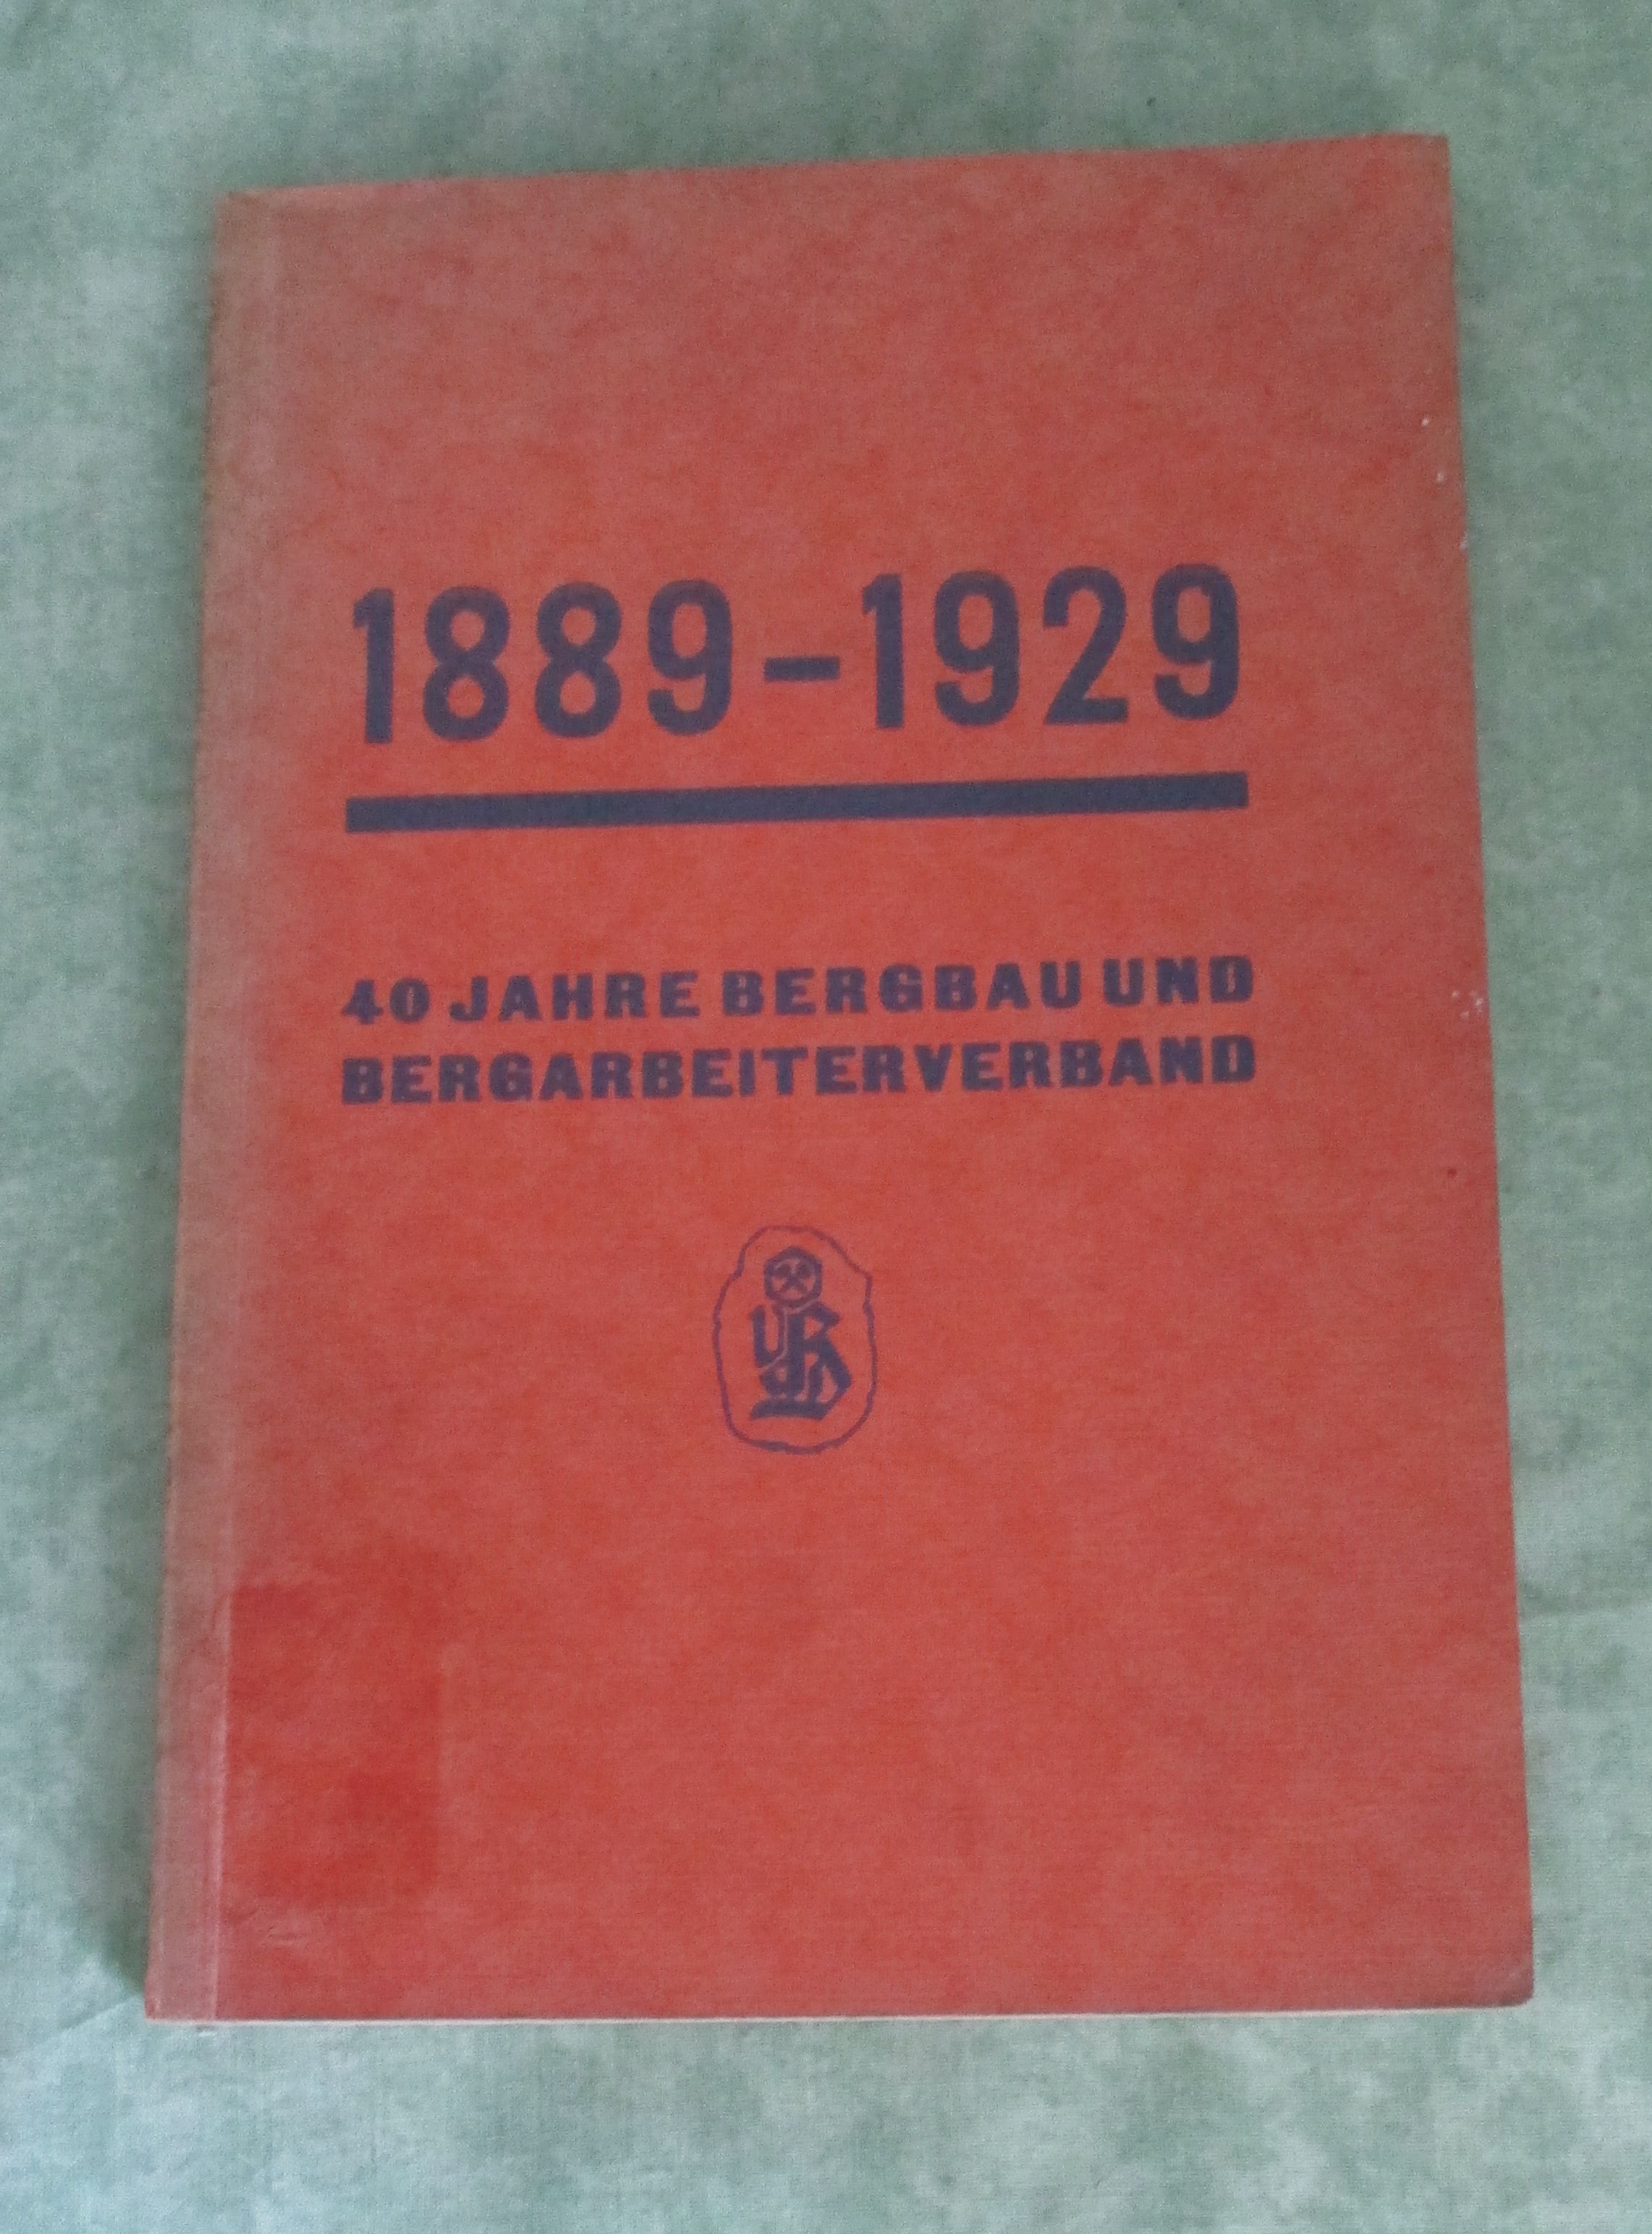 1889-1929
40 JAHRE BERGBAU UND
BERGARBEITERVERBAND